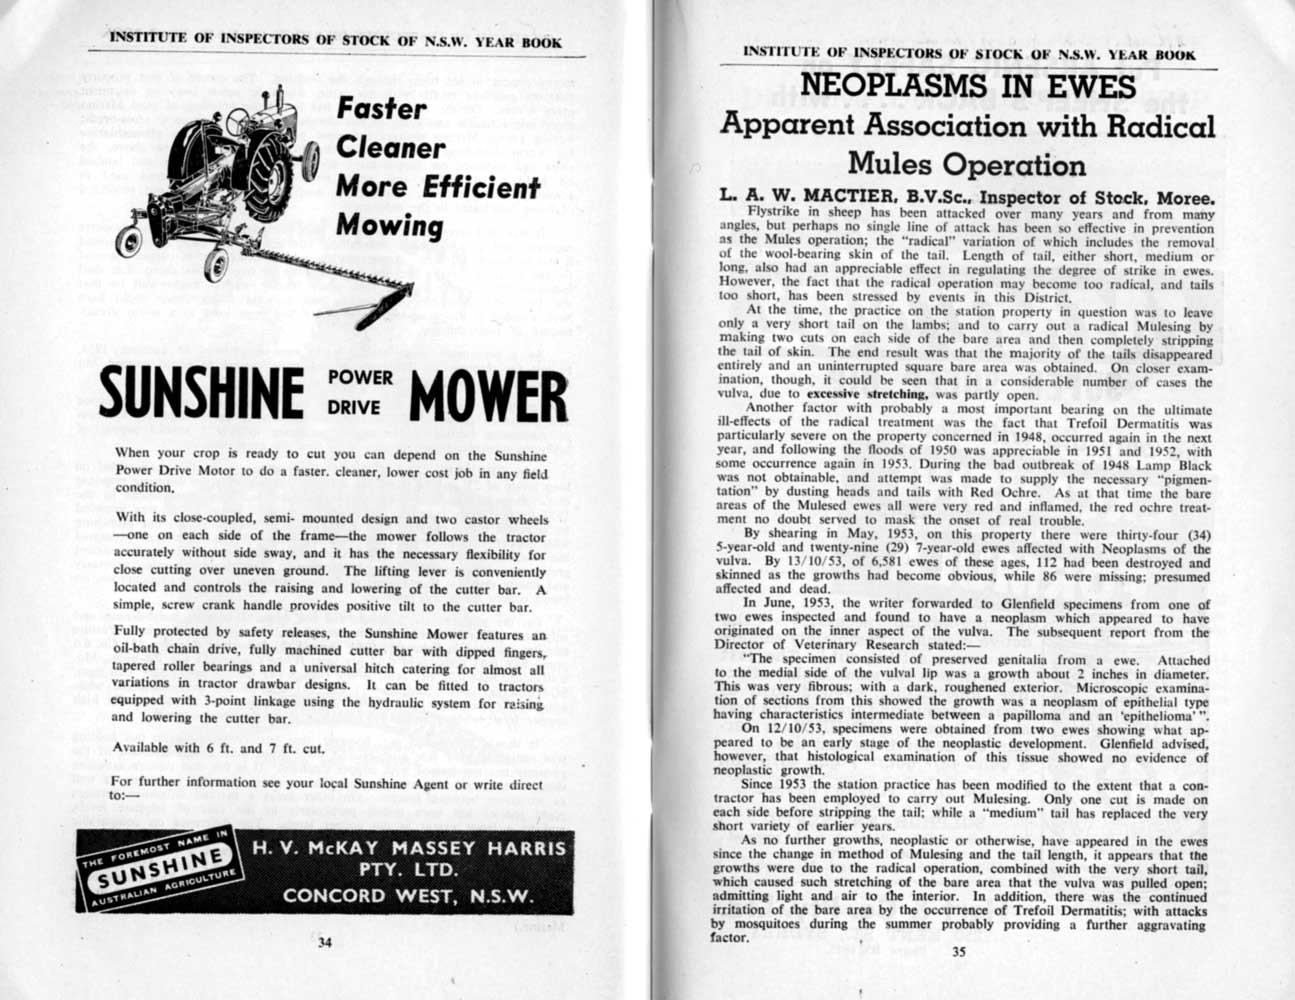 INSTITUTE OF INSPECTORS OF STOCK OF N.S.W. YEAR BOOK
Faster
Cleaner
More Efficient
Mowing
SUNSHINE POWER DRIVE MOWER
When your crop is ready to cut you can depend on the Sunshine
Power Drive Motor to do a faster. cleaner, lower cost job in any field
condition.
With its close-coupled, semi- mounted design and two castor wheels
—one on each side of the frame—the mower follows the tractor
accurately without side sway, and it has the necessary flexibility for
close cutting over uneven ground. The lifting lever is conveniently
located and controls the raising and lowering of the cutter bar. A
simple, screw crank handle provides positive tilt to the cutter bar.
Fully protected by safety releases, the Sunshine Mower features an
oil-bath chain drive, fully machined cutter bar with dipped fingers,
tapered roller bearings and a universal hitch catering for almost all
variations in tractor drawbar designs. It can be fitted to tractors
equipped with 3-point linkage using the hydraulic system for raising
and lowering the cutter bar.
Available with 6 ft. and 7 ft. cut.
For further information see your local Sunshine Agent or write direct
to:—
THE FOREMOST NAME IN
SUNSHINE
AUSTRALIAN AGRICULTURE
H. V. McKAY MASSEY HARRIS
PTY. LTD.
CONCORD WEST, N.S.W.
34
INSTITUTE OF INSPECTORS OF STOCK OF N.S.W. YEAR BOOK
NEOPLASMS IN EWES
Apparent Association with Radical
Mules Operation
L. A. W. MACTIER, B.V.Sc., Inspector of Stock, Moree.
Flystrike in sheep has been attacked over many years and from many
angles, but perhaps no single line of attack has been so effective in prevention
as the Mules operation; the "radical" variation of which includes the removal
of the wool-bearing skin of the tail. Length of tail, either short, medium or
long, also had an appreciable effect in regulating the degree of strike in ewes.
However, the fact that the radical operation may become too radical, and tails
too short, has been stressed by events in this District.
At the time, the practice on the station property in question was to leave
only a very short tail on the lambs; and to carry out a radical Mulesing by
making two cuts on each side of the bare area and then completely stripping
the tail of skin. The end result was that the majority of the tails disappeared
entirely and an uninterrupted square bare area was obtained. On closer exam-
ination, though, it could be seen that in a considerable number of cases the
vulva, due to excessive stretching, was partly open.
Another factor with probably a most important bearing on the ultimate
ill-effects of the radical treatment was the fact that Trefoil Dermatitis was
particularly severe on the property concerned in 1948, occurred again in the next
year, and following the floods of 1950 was appreciable in 1951 and 1952, with
some occurrence again in 1953. During the bad outbreak of 1948 Lamp Black
was not obtainable, and attempt was made to supply the necessary "pigmen-
tation" by dusting heads and tails with Red Ochre. As at that time the bare
areas of the Mulesed ewes all were very red and inflamed, the red ochre treat-
ment no doubt served to mask the onset of real trouble.
By shearing in May, 1953, on this property there were thirty-four (34)
5-year-old and twenty-nine (29) 7-year-old ewes affected with Neoplasms of the
vulva. By 13/10/53, of 6,581 ewes of these ages, 112 had been destroyed and
skinned as the growths had become obvious, while 86 were missing; presumed
affected and dead.
In June, 1953, the writer forwarded to Glenfield specimens from one of
two ewes inspected and found to have a neoplasm which appeared to have
originated on the inner aspect of the vulva. The subsequent report from the
Director of Veterinary Research stated:—
"The specimen consisted of preserved genitalia from a ewe. Attached
to the medial side of the vulval lip was a growth about 2 inches in diameter.
This was very fibrous; with a dark, roughened exterior. Microscopic examina-
tion of sections from this showed the growth was a neoplasm of epithelial type
having characteristics intermediate between a papilloma and an 'epithelioma' ".
On 12/10/53, specimens were obtained from two ewes showing what ap-
peared to be an early stage of the neoplastic development. Glenfield advised,
however, that histological examination of this tissue showed no evidence of
neoplastic growth.
Since 1953 the station practice has been modified to the extent that a con-
tractor has been employed to carry out Mulesing. Only one cut is made on
each side before stripping the tail; while a "medium" tail has replaced the very
short variety of earlier years.
As no further growths, neoplastic or otherwise, have appeared in the ewes
since the change in method of Mulesing and the tail length, it appears that the
growths were due to the radical operation, combined with the very short tail,
which caused such stretching of the bare area that the vulva was pulled open;
admitting light and air to the interior. In addition, there was the continued
irritation of the bare area by the occurrence of Trefoil Dermatitis; with attacks
by mosquitoes during the summer probably providing a further aggravating
factor.
35